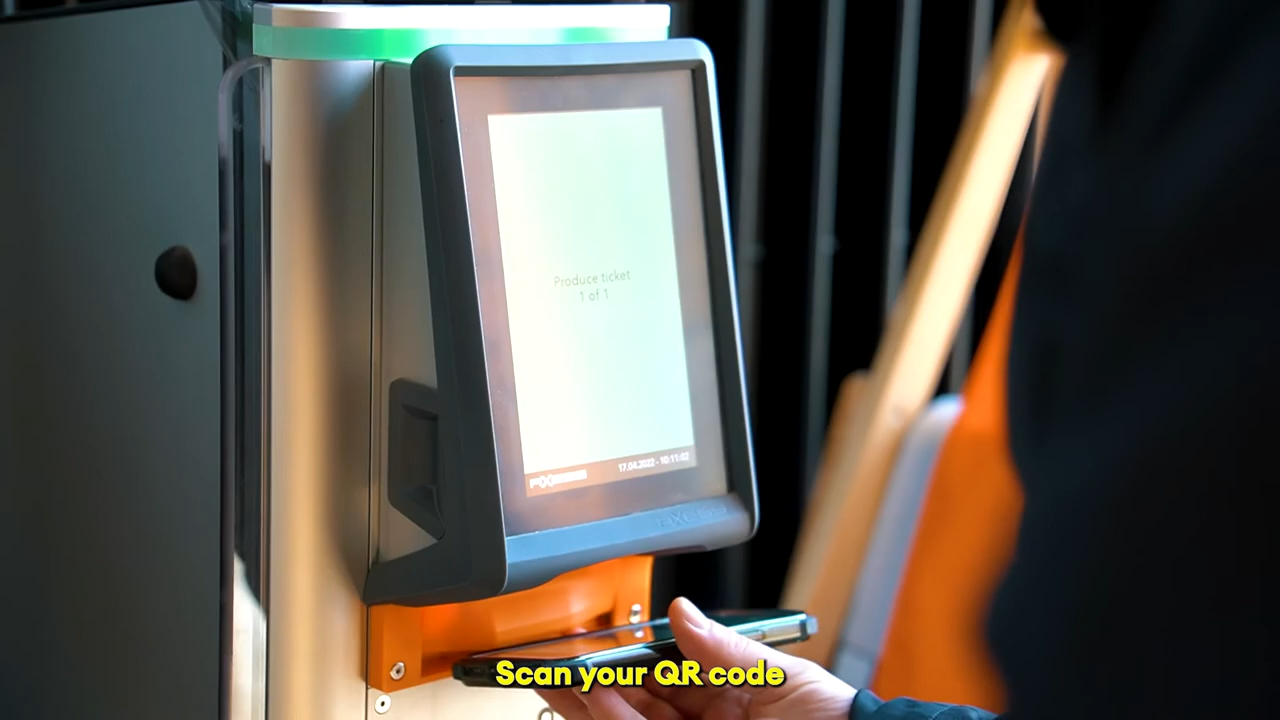 Produce ticket
1 of 1
17.04.2022 - 10:11:02
Scan your QR code